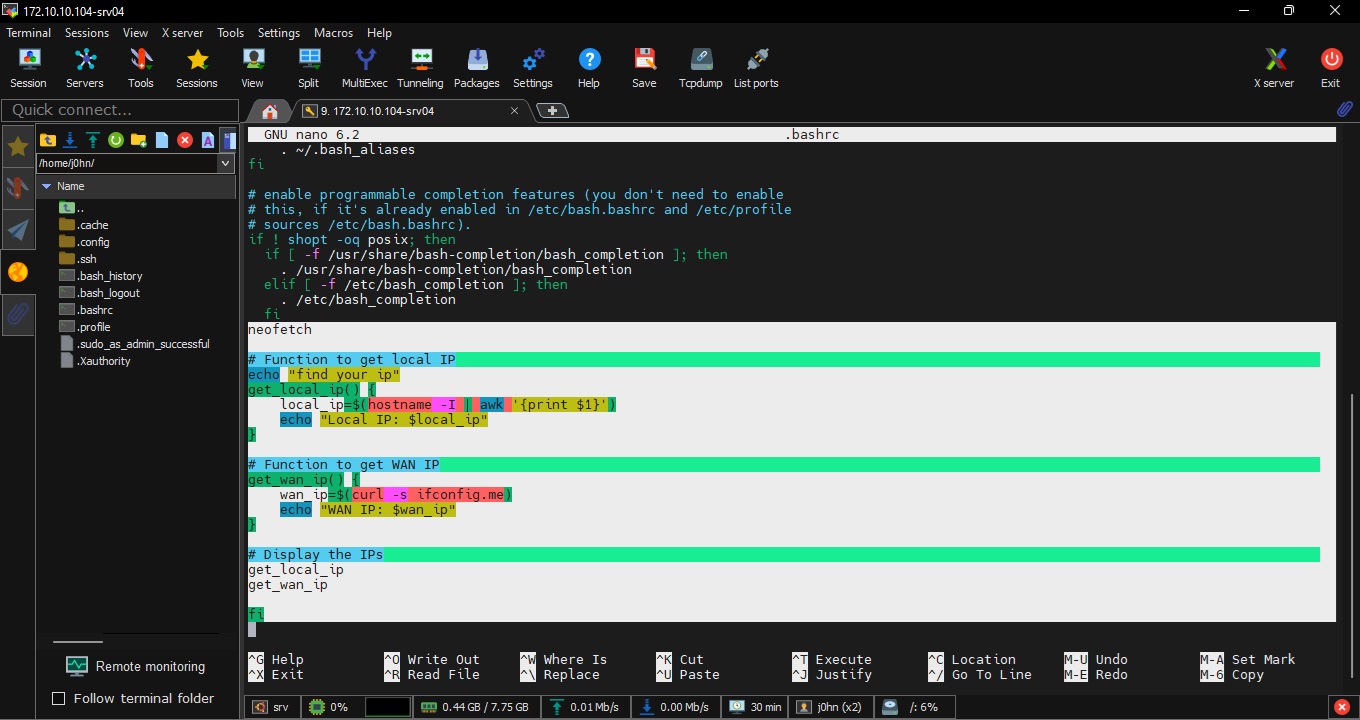 172.10.10.104-srv04
Terminal Sessions View X server Tools Settings Macros Help
Session Servers Tools Sessions View Split MultiExec Tunneling Packages Settings Help Save Tcpdump List ports X server Exit
Quick connect...
9. 172.10.10.104-srv04
/home/j0hn/
Name
..
.cache
.config
.ssh
.bash_history
.bash_logout
.bashrc
.profile
.sudo_as_admin_successful
.Xauthority
Remote monitoring
Follow terminal folder
GNU nano 6.2 .bashrc
. ~/.bash_aliases
fi
# enable programmable completion features (you don't need to enable
# this, if it's already enabled in /etc/bash.bashrc and /etc/profile
# sources /etc/bash.bashrc).
if ! shopt -oq posix; then
if [ -f /usr/share/bash-completion/bash_completion ]; then
. /usr/share/bash-completion/bash_completion
elif [ -f /etc/bash_completion ]; then
. /etc/bash_completion
fi
neofetch
# Function to get local IP
echo "find your ip"
get_local_ip() {
local_ip=$(hostname -I | awk '{print $1}')
echo "Local IP: $local_ip"
}
# Function to get WAN IP
get_wan_ip() {
wan_ip=$(curl -s ifconfig.me)
echo "WAN IP: $wan_ip"
}
# Display the IPs
get_local_ip
get_wan_ip
fi
^G Help ^O Write Out ^W Where Is ^K Cut ^T Execute ^C Location M-U Undo M-A Set Mark
^X Exit ^R Read File ^\ Replace ^U Paste ^J Justify ^/ Go To Line M-E Redo M-6 Copy
srv 0% 0.44 GB / 7.75 GB 0.01 Mb/s 0.00 Mb/s 30 min j0hn (x2) /: 6%